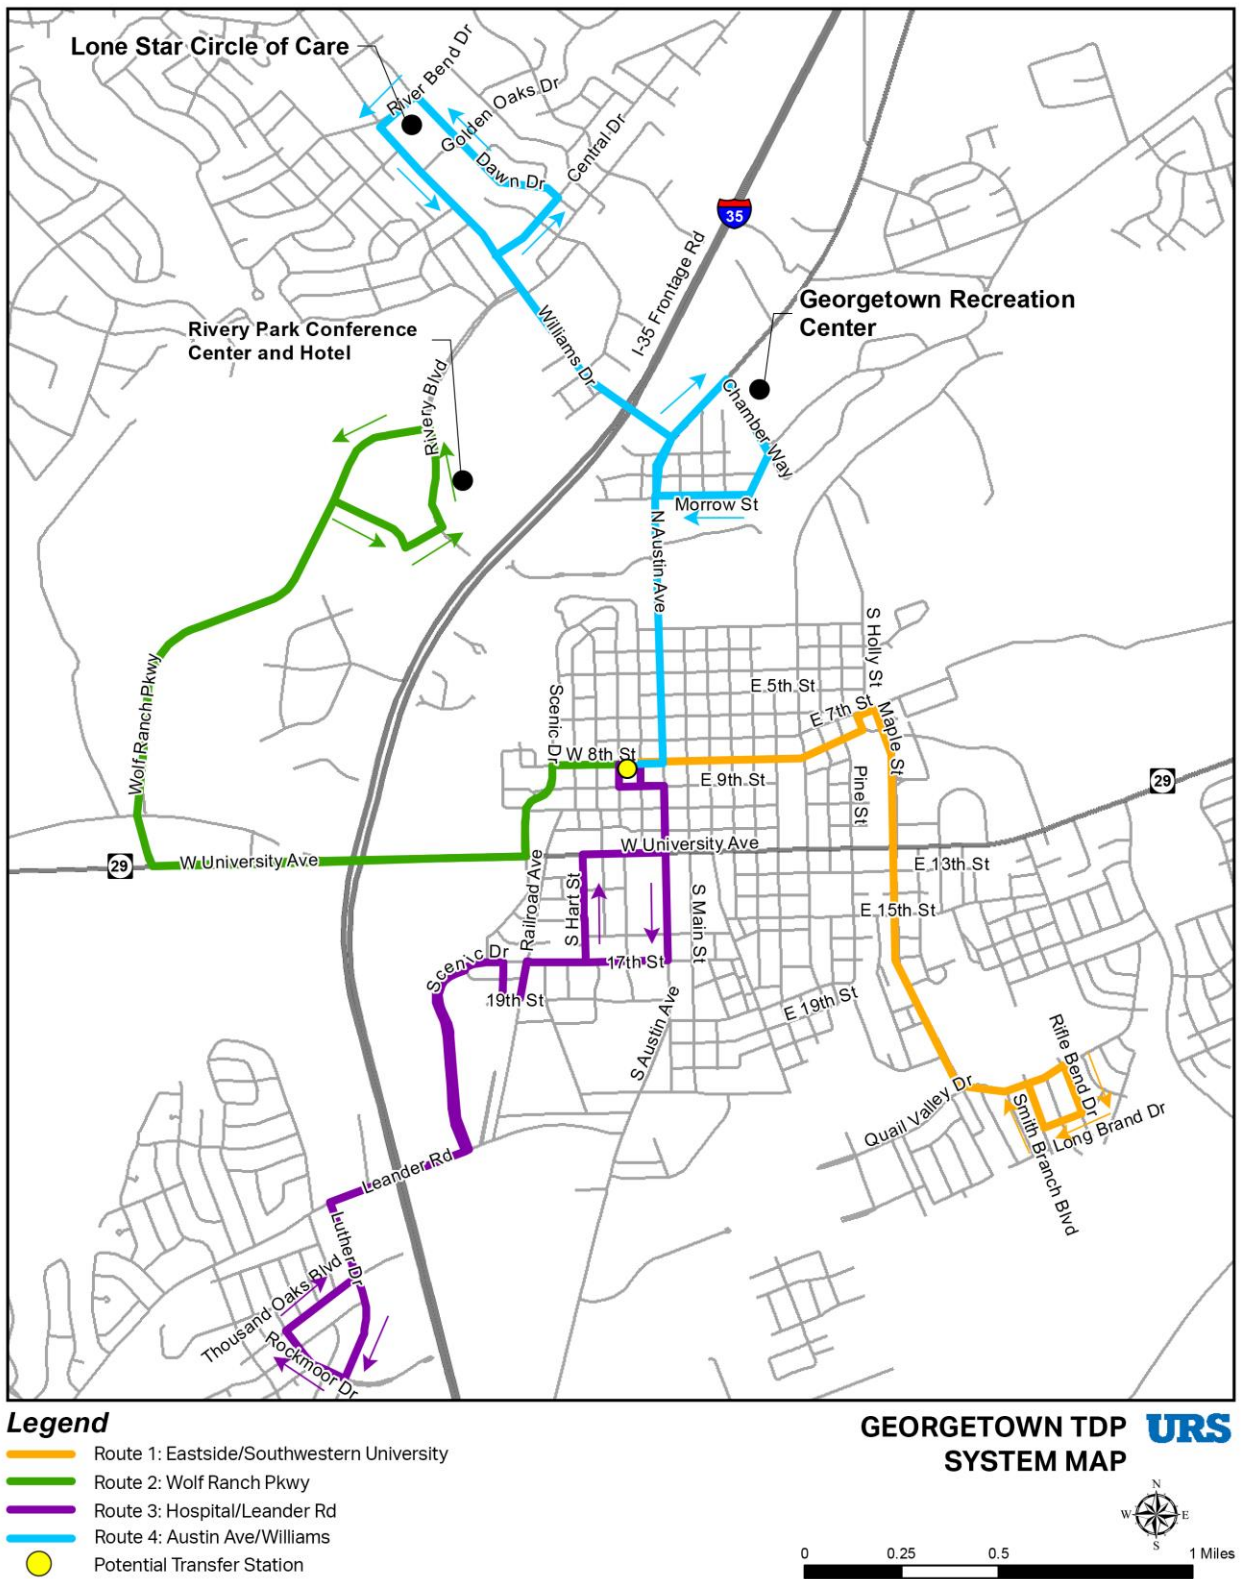 Lone Star Circle of Care
River Bend Dr
Golden Oaks Dr
Dawn Dr
Central Dr
35
I-35 Frontage Rd
Georgetown Recreation
Center
Rivery Park Conference
Center and Hotel
Williams Dr
Rivery Blvd
Chamber Way
Morrow St
N Austin Ave
S Holly St
Wolf Ranch Pkwy
Scenic Dr
E 5th St
E 7th St
Maple St
W 8th St
E 9th St
Pine St
29
29
W University Ave
W University Ave
E 13th St
Railroad Ave
S Hart St
S Main St
E 15th St
Scenic Dr
17th St
19th St
E 19th St
S Austin Ave
Rifle Bend Dr
Quail Valley Dr
Smith Branch Blvd
Long Brand Dr
Leander Rd
Luther Dr
Thousand Oaks Blvd
Rockmoor Dr
Legend
Route 1: Eastside/Southwestern University
Route 2: Wolf Ranch Pkwy
Route 3: Hospital/Leander Rd
Route 4: Austin Ave/Williams
Potential Transfer Station
GEORGETOWN TDP
SYSTEM MAP
URS
N
W E
S
0 0.25 0.5 1 Miles